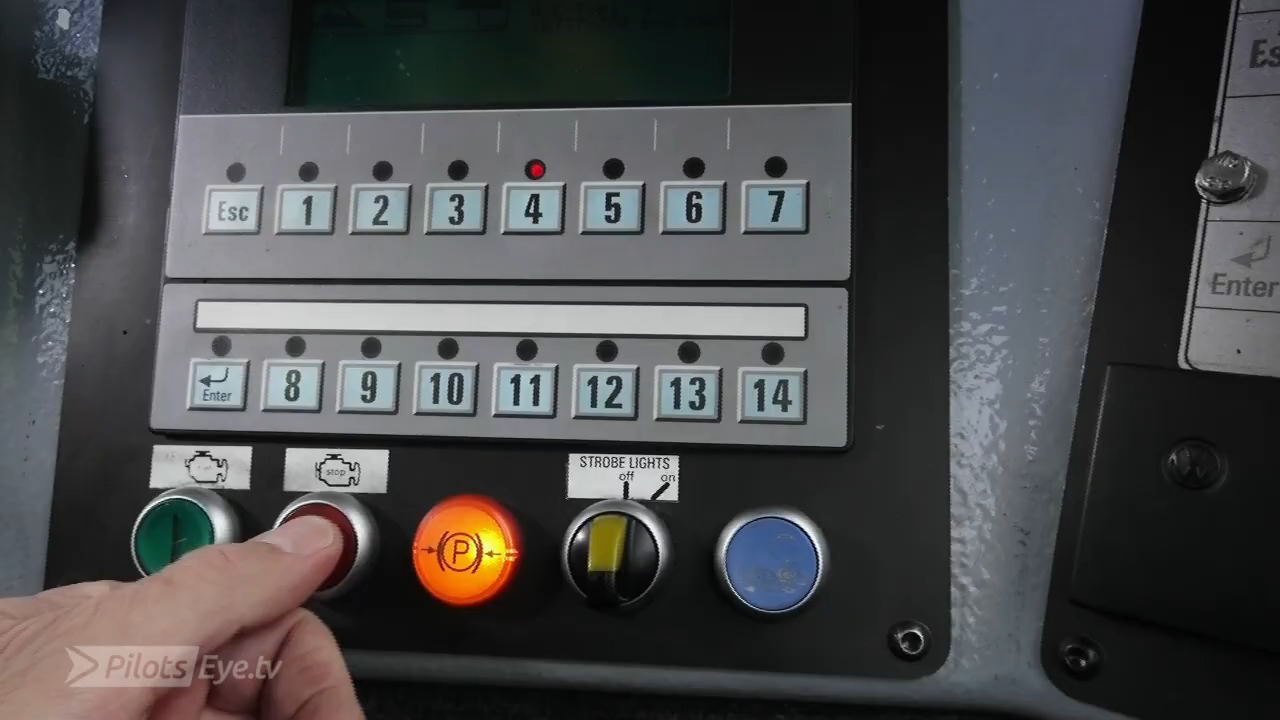 Esc 1 2 3 4 5 6 7
Es
Enter
Enter 8 9 10 11 12 13 14
stop
STROBE LIGHTS
off on
P
PilotsEye.tv